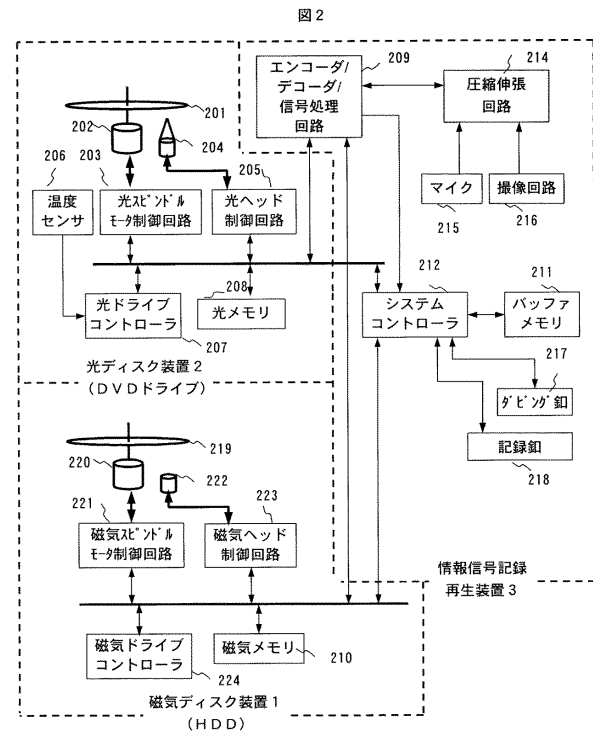 図2
エンコーダ/
デコーダ/
信号処理
回路
209
214
圧縮伸張
回路
201
202
204
206
203
205
温度
センサ
光スピンドル
モータ制御回路
光ヘッド
制御回路
マイク
215
撮像回路
216
208
光メモリ
光ドライブ
コントローラ
207
212
システム
コントローラ
211
バッファ
メモリ
光ディスク装置2
(DVDドライブ)
217
ダビング釦
記録釦
218
219
220
222
221
223
磁気スピンドル
モータ制御回路
磁気ヘッド
制御回路
情報信号記録
再生装置3
磁気ドライブ
コントローラ
224
磁気メモリ
210
磁気ディスク装置1
(HDD)